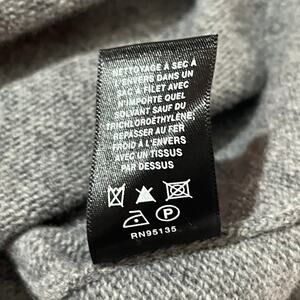 NETTOYAGE À SEC À
L'ENVERS DANS UN
SAC À FILET AVEC
N'IMPORTE QUEL
SOLVANT SAUF DU
TRICHLOROÉTHYLÈNE;
REPASSER AU FER
FROID À L'ENVERS
AVEC UN TISSUS
PAR DESSUS
P
RN95135